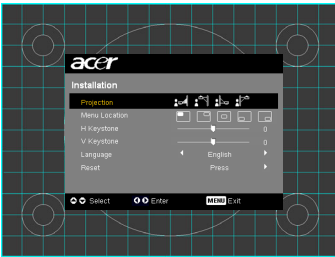 acer
Installation
Projection
Menu Location
H Keystone 0
V Keystone 0
Language English
Reset Press
Select Enter MENU Exit